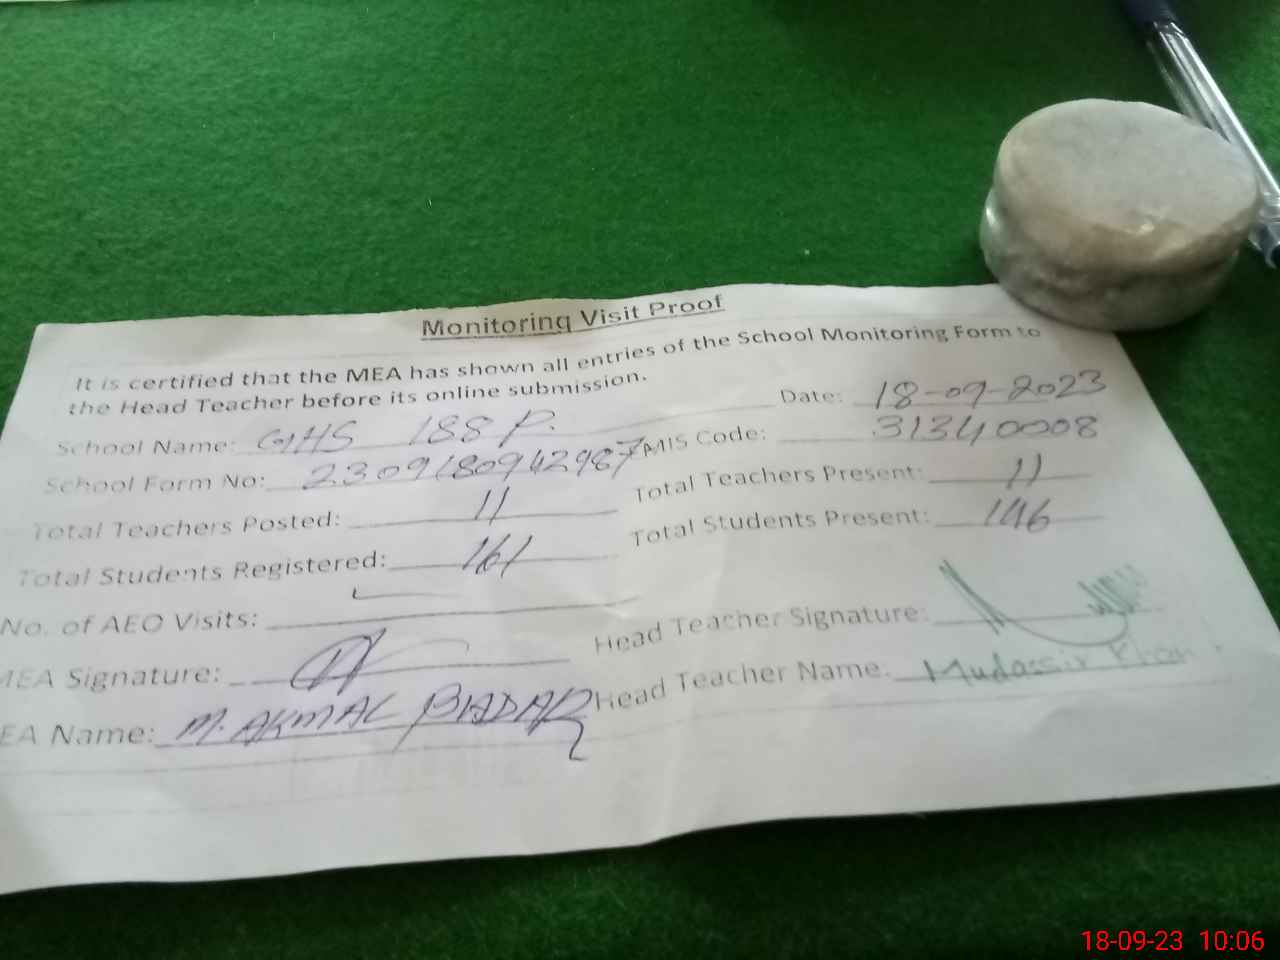 Monitoring Visit Proof
It is certified that the MEA has shown all entries of the School Monitoring Form to
the Head Teacher before its online submission.
Date: 18-09-2023
School Name: GHS 188 P.
EMIS Code: 31340008
School Form No: 2309180942987
Total Teachers Present: 11
Total Teachers Posted: 11
Total Students Present: 146
Total Students Registered: 161
No. of AEO Visits:
Head Teacher Signature:
MEA Signature:
Head Teacher Name: Mudassir Khan
EA Name: M. AKMAL BADAR
18-09-23 10:06